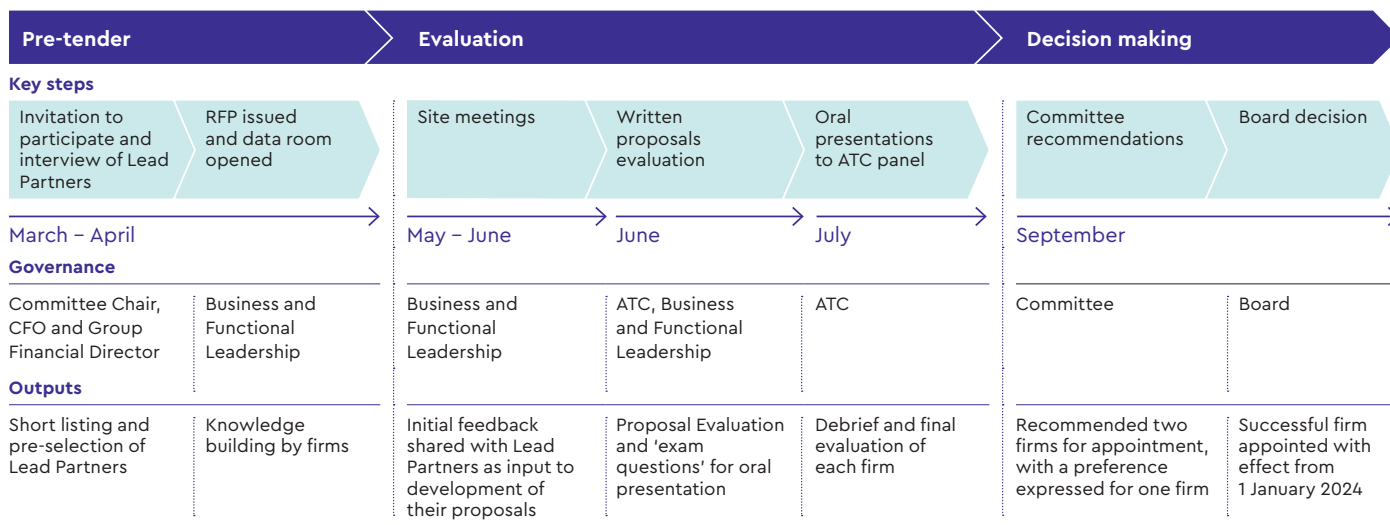 Pre-tender
Evaluation
Decision making
Key steps
Invitation to
participate and
interview of Lead
Partners
RFP issued
and data room
opened
Site meetings
Written
proposals
evaluation
Oral
presentations
to ATC panel
Committee
recommendations
Board decision
March – April
May – June
June
July
September
Governance
Committee Chair,
CFO and Group
Financial Director
Business and
Functional
Leadership
Business and
Functional
Leadership
ATC, Business
and Functional
Leadership
ATC
Committee
Board
Outputs
Short listing and
pre-selection of
Lead Partners
Knowledge
building by firms
Initial feedback
shared with Lead
Partners as input to
development of
their proposals
Proposal Evaluation
and ‘exam
questions’ for oral
presentation
Debrief and final
evaluation of
each firm
Recommended two
firms for appointment,
with a preference
expressed for one firm
Successful firm
appointed with
effect from
1 January 2024